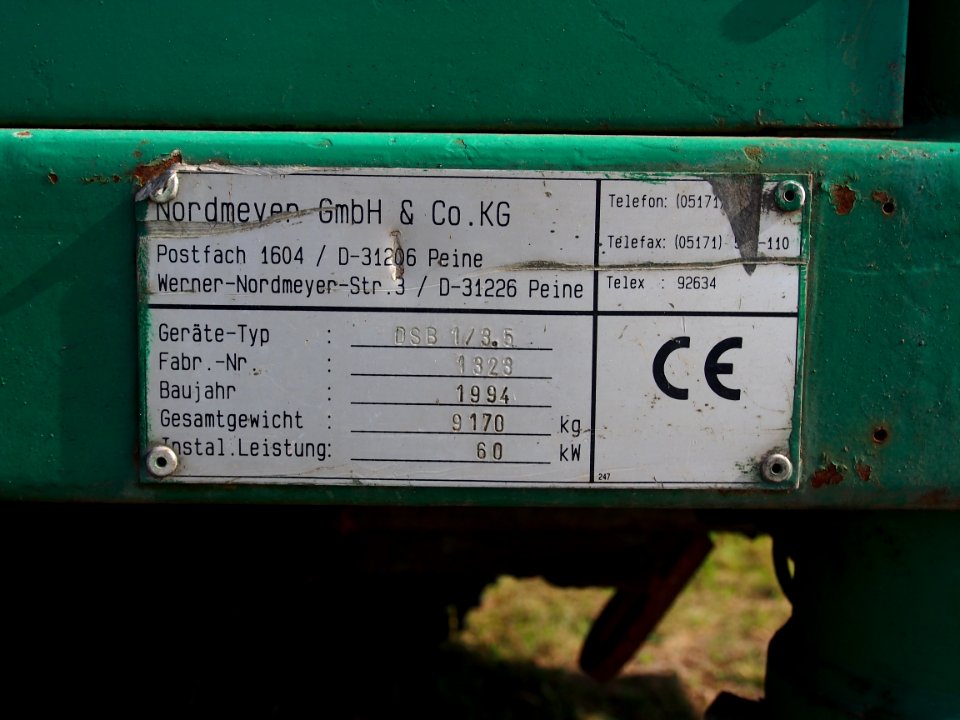 Nordmeyer GmbH & Co.KG
Postfach 1604 / D-31206 Peine
Werner-Nordmeyer-Str.3 / D-31226 Peine
Telefon: (05171)
Telefax: (05171) -110
Telex : 92634
Geräte-Typ : DSB 1/3.5
Fabr.-Nr. : 1323
Baujahr : 1994
Gesamtgewicht : 9170 kg
Instal.Leistung: 60 kW
CE
247